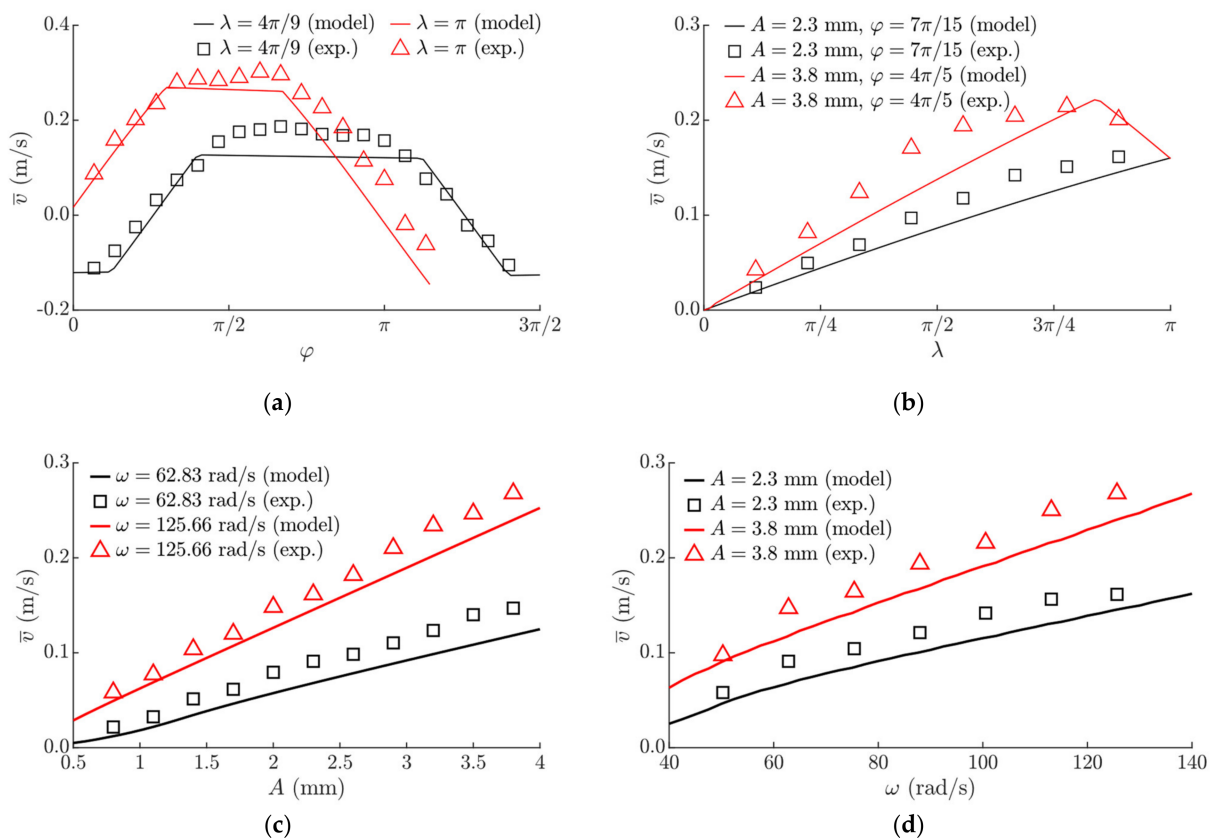 λ = 4π/9 (model) λ = π (model)
λ = 4π/9 (exp.) λ = π (exp.)
0.4
0.2
0.0
-0.2
v̅ (m/s)
0 π/2 π 3π/2
φ
(a)
A = 2.3 mm, φ = 7π/15 (model)
A = 2.3 mm, φ = 7π/15 (exp.)
A = 3.8 mm, φ = 4π/5 (model)
A = 3.8 mm, φ = 4π/5 (exp.)
0.3
0.2
0.1
0.0
v̅ (m/s)
0 π/4 π/2 3π/4 π
λ
(b)
ω = 62.83 rad/s (model)
ω = 62.83 rad/s (exp.)
ω = 125.66 rad/s (model)
ω = 125.66 rad/s (exp.)
0.3
0.2
0.1
0.0
v̅ (m/s)
0.5 1 1.5 2 2.5 3 3.5 4
A (mm)
(c)
A = 2.3 mm (model)
A = 2.3 mm (exp.)
A = 3.8 mm (model)
A = 3.8 mm (exp.)
0.3
0.2
0.1
0.0
v̅ (m/s)
40 60 80 100 120 140
ω (rad/s)
(d)